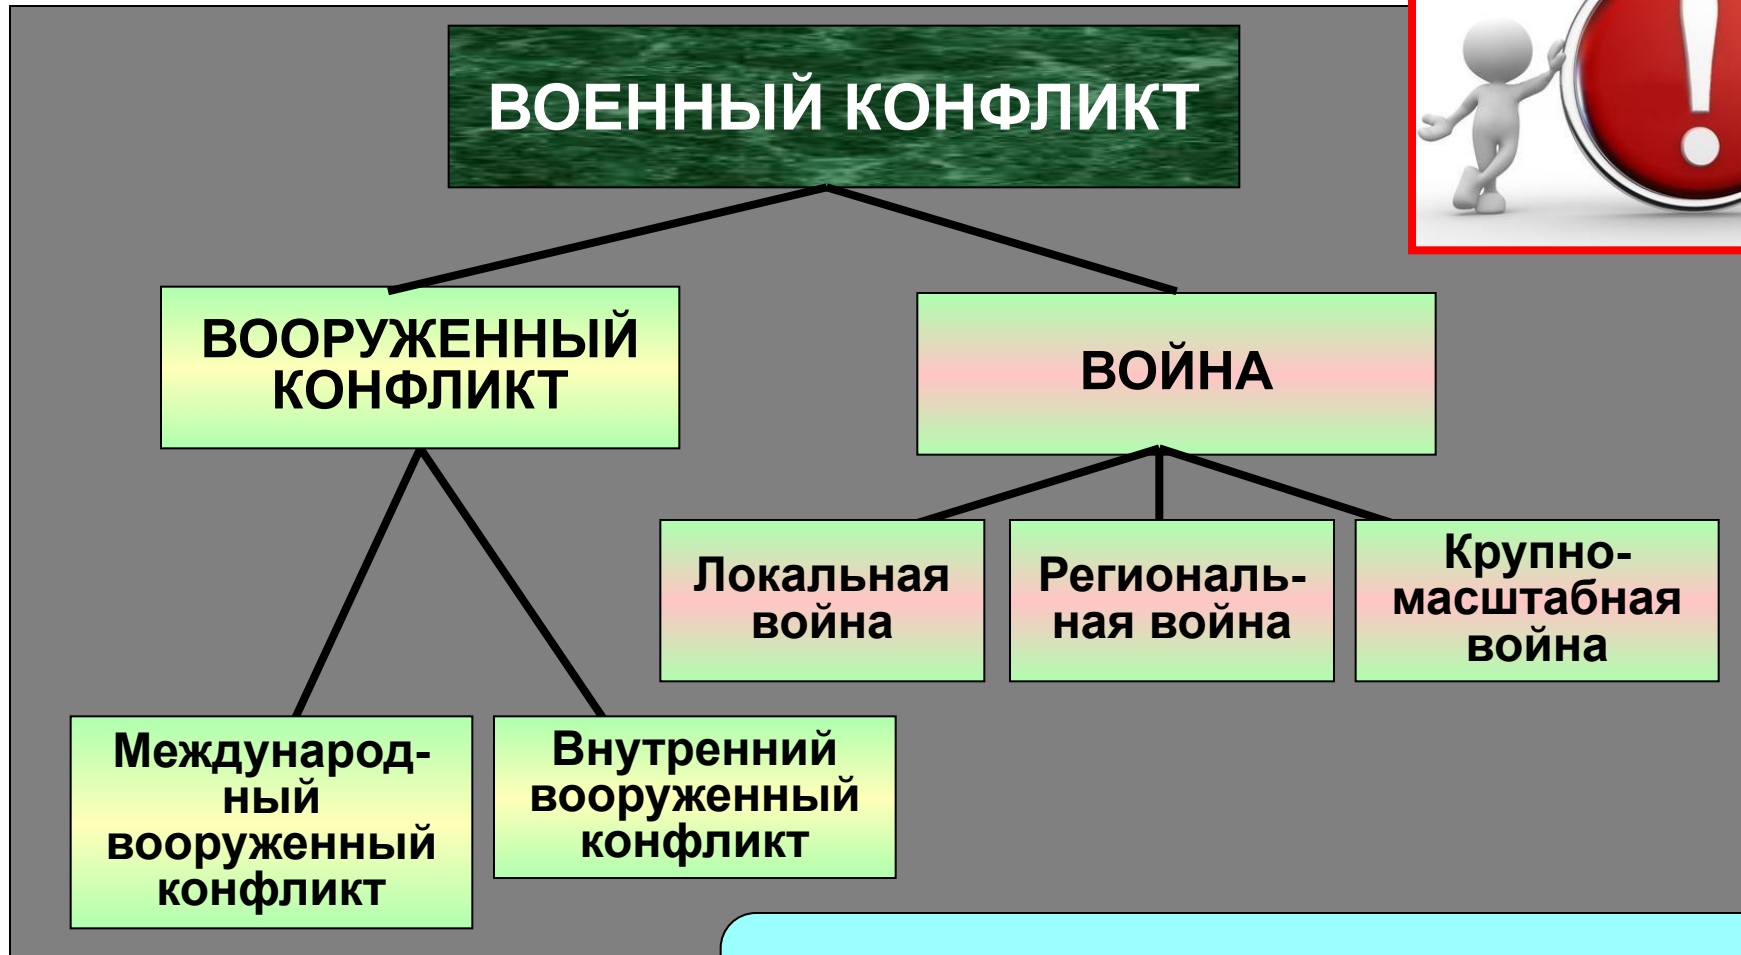 ВОЕННЫЙ КОНФЛИКТ
ВООРУЖЕННЫЙ
КОНФЛИКТ
ВОЙНА
Локальная
война
Региональ-
ная война
Крупно-
масштабная
война
Международ-
ный
вооруженный
конфликт
Внутренний
вооруженный
конфликт